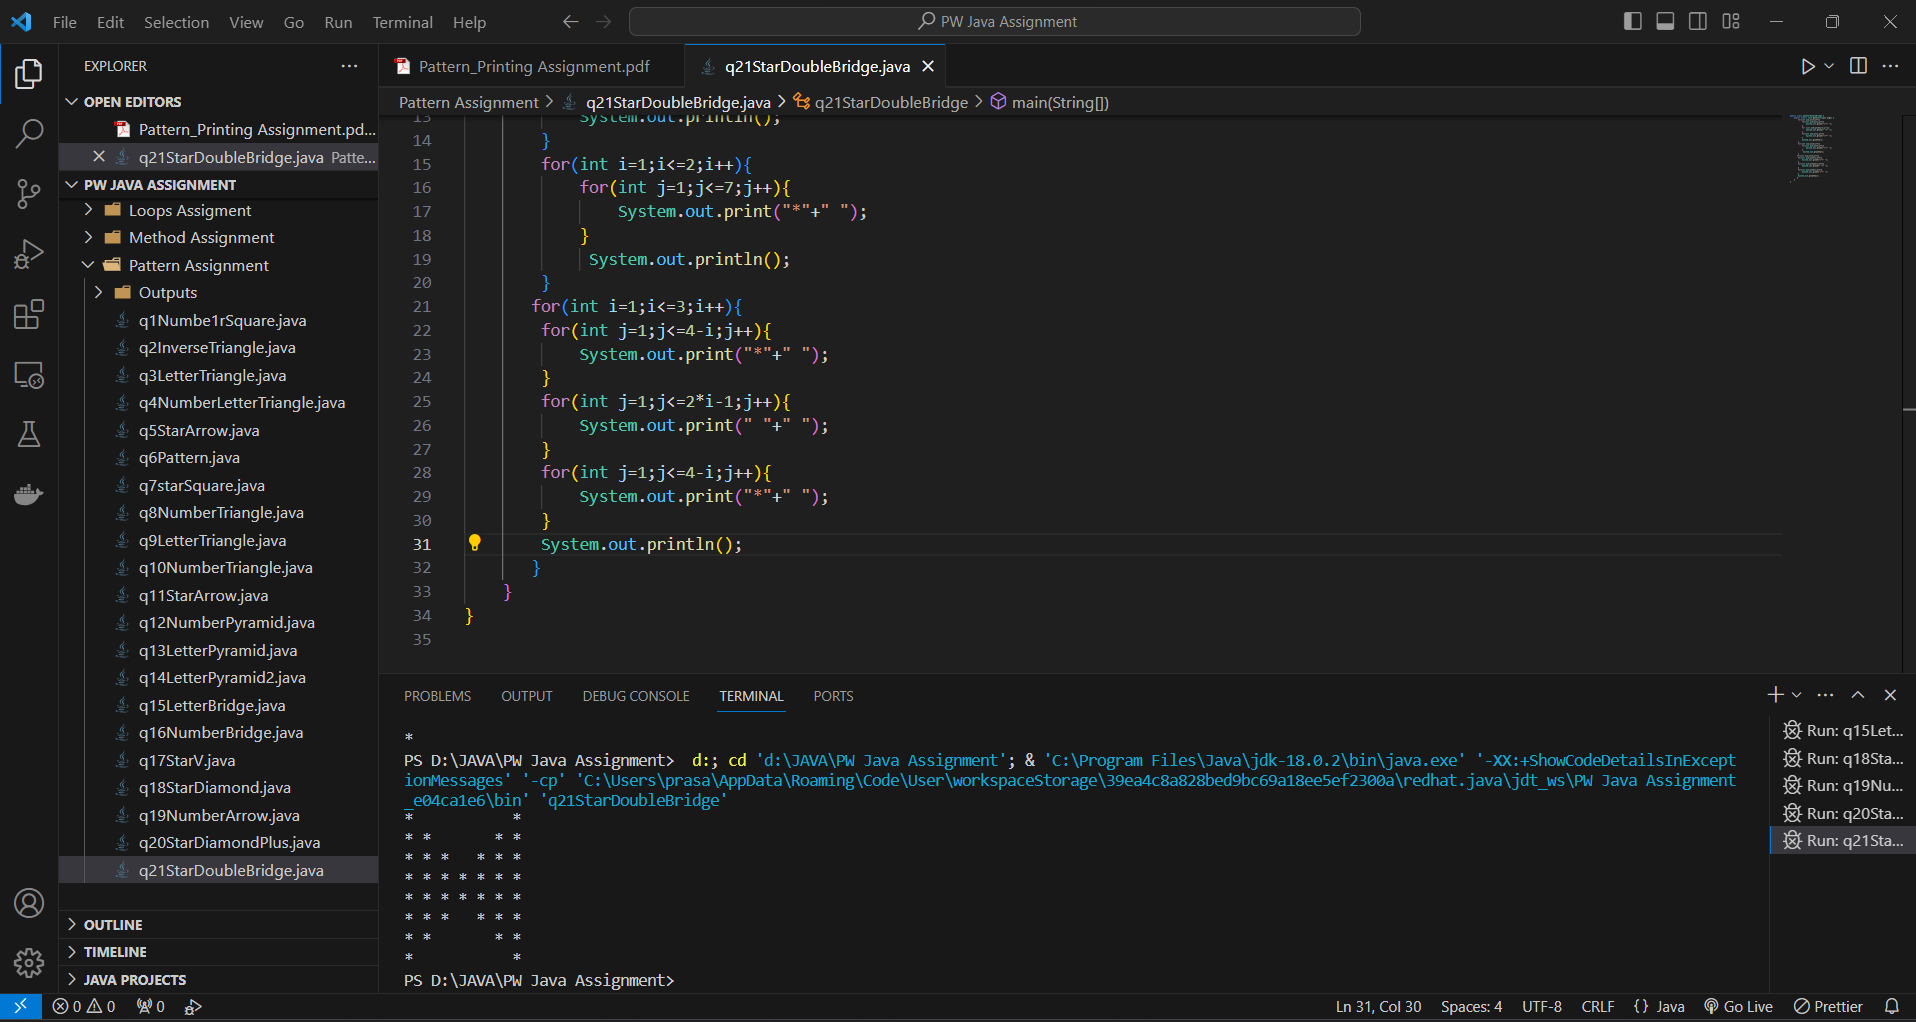 File Edit Selection View Go Run Terminal Help
PW Java Assignment
EXPLORER
OPEN EDITORS
Pattern_Printing Assignment.pd...
q21StarDoubleBridge.java Patte...
PW JAVA ASSIGNMENT
Loops Assigment
Method Assignment
Pattern Assignment
Outputs
q1Numbe1rSquare.java
q2InverseTriangle.java
q3LetterTriangle.java
q4NumberLetterTriangle.java
q5StarArrow.java
q6Pattern.java
q7starSquare.java
q8NumberTriangle.java
q9LetterTriangle.java
q10NumberTriangle.java
q11StarArrow.java
q12NumberPyramid.java
q13LetterPyramid.java
q14LetterPyramid2.java
q15LetterBridge.java
q16NumberBridge.java
q17StarV.java
q18StarDiamond.java
q19NumberArrow.java
q20StarDiamondPlus.java
q21StarDoubleBridge.java
OUTLINE
TIMELINE
JAVA PROJECTS
Pattern_Printing Assignment.pdf
q21StarDoubleBridge.java
Pattern Assignment > q21StarDoubleBridge.java > q21StarDoubleBridge > main(String[])
13 System.out.println();
14 }
15 for(int i=1;i<=2;i++){
16 for(int j=1;j<=7;j++){
17 System.out.print("*"+" ");
18 }
19 System.out.println();
20 }
21 for(int i=1;i<=3;i++){
22 for(int j=1;j<=4-i;j++){
23 System.out.print("*"+" ");
24 }
25 for(int j=1;j<=2*i-1;j++){
26 System.out.print(" "+" ");
27 }
28 for(int j=1;j<=4-i;j++){
29 System.out.print("*"+" ");
30 }
31 System.out.println();
32 }
33 }
34 }
35
PROBLEMS OUTPUT DEBUG CONSOLE TERMINAL PORTS
*
PS D:\JAVA\PW Java Assignment>  d:; cd 'd:\JAVA\PW Java Assignment'; & 'C:\Program Files\Java\jdk-18.0.2\bin\java.exe' '-XX:+ShowCodeDetailsInExcept
ionMessages' '-cp' 'C:\Users\prasa\AppData\Roaming\Code\User\workspaceStorage\39ea4c8a828bed9bc69a18ee5ef2300a\redhat.java\jdt_ws\PW Java Assignment
_e04ca1e6\bin' 'q21StarDoubleBridge'
*           *
* *       * *
* * *   * * *
* * * * * * *
* * * * * * *
* * *   * * *
* *       * *
*           *
PS D:\JAVA\PW Java Assignment>
Run: q15Let...
Run: q18Sta...
Run: q19Nu...
Run: q20Sta...
Run: q21Sta...
0 0 0
Ln 31, Col 30 Spaces: 4 UTF-8 CRLF {} Java Go Live Prettier